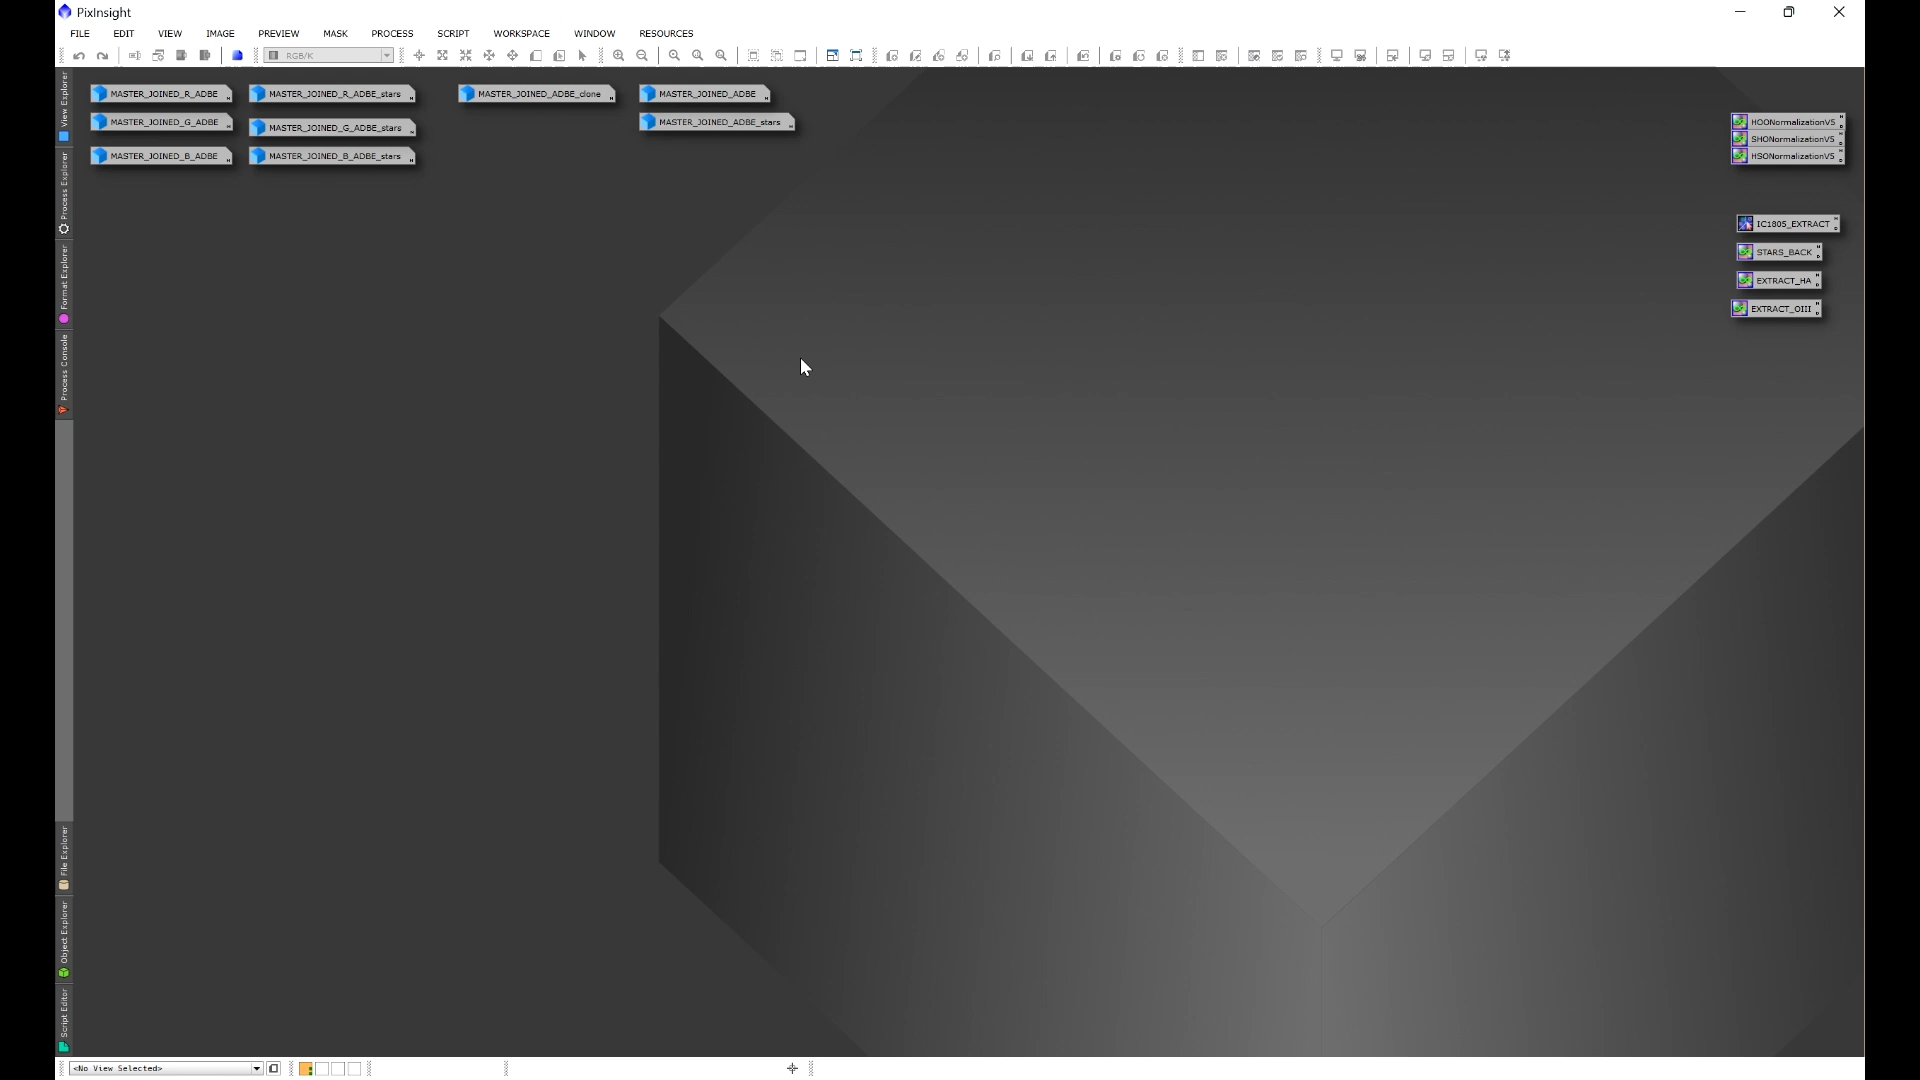 PixInsight
FILE EDIT VIEW IMAGE PREVIEW MASK PROCESS SCRIPT WORKSPACE WINDOW RESOURCES
RGB/K
MASTER_JOINED_R_ADBE MASTER_JOINED_R_ADBE_stars MASTER_JOINED_ADBE_clone MASTER_JOINED_ADBE
MASTER_JOINED_G_ADBE MASTER_JOINED_G_ADBE_stars MASTER_JOINED_ADBE_stars
MASTER_JOINED_B_ADBE MASTER_JOINED_B_ADBE_stars
HOONormalizationV5
SHONormalizationV5
HSONormalizationV5
IC1805_EXTRACT
STARS_BACK
EXTRACT_HA
EXTRACT_OIII
View Explorer
Process Explorer
Format Explorer
Process Console
File Explorer
Object Explorer
Script Editor
<No View Selected>